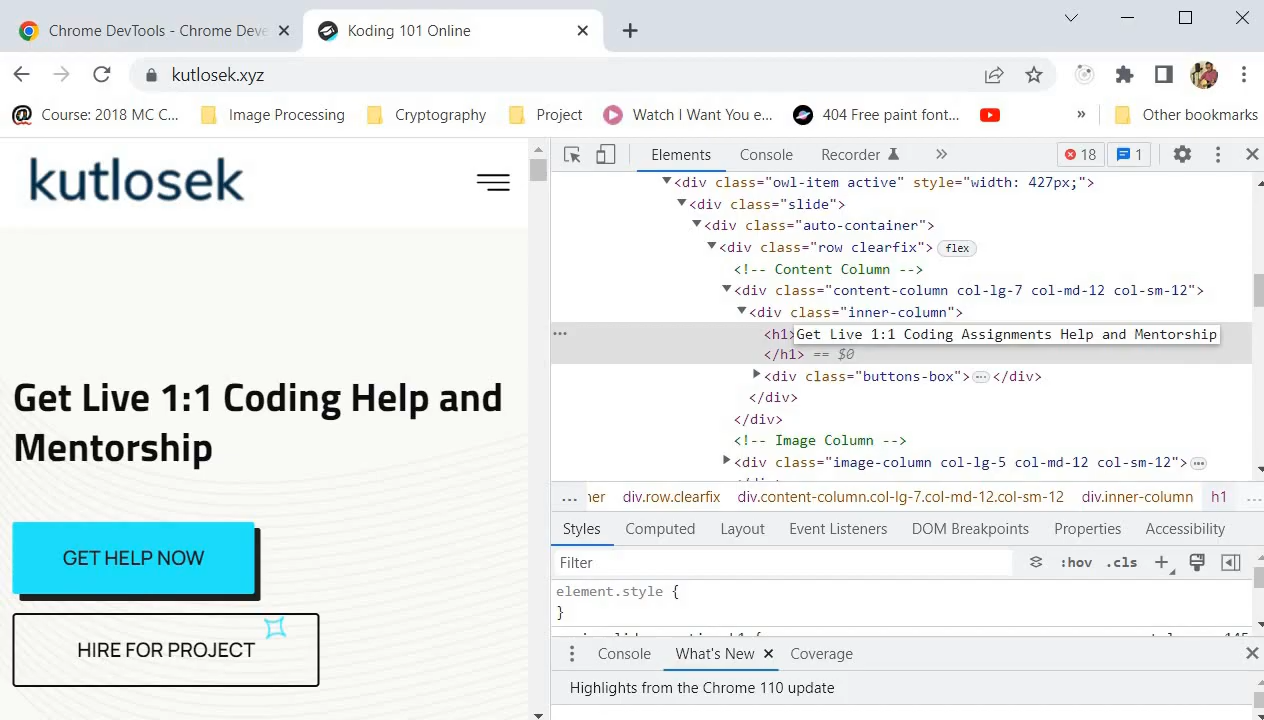 Chrome DevTools - Chrome Deve
Koding 101 Online
kutlosek.xyz
Course: 2018 MC C...
Image Processing
Cryptography
Project
Watch I Want You e...
404 Free paint font...
»
Other bookmarks
kutlosek
Get Live 1:1 Coding Help and
Mentorship
GET HELP NOW
HIRE FOR PROJECT
Elements Console Recorder » 18 1
<div class="owl-item active" style="width: 427px;">
<div class="slide">
<div class="auto-container">
<div class="row clearfix"> flex
<!-- Content Column -->
<div class="content-column col-lg-7 col-md-12 col-sm-12">
<div class="inner-column">
... <h1>Get Live 1:1 Coding Assignments Help and Mentorship
</h1> == $0
<div class="buttons-box">...</div>
</div>
</div>
<!-- Image Column -->
<div class="image-column col-lg-5 col-md-12 col-sm-12">...
... ner div.row.clearfix div.content-column.col-lg-7.col-md-12.col-sm-12 div.inner-column h1 ...
Styles Computed Layout Event Listeners DOM Breakpoints Properties Accessibility
Filter :hov .cls +
element.style {
}
Console What's New Coverage
Highlights from the Chrome 110 update